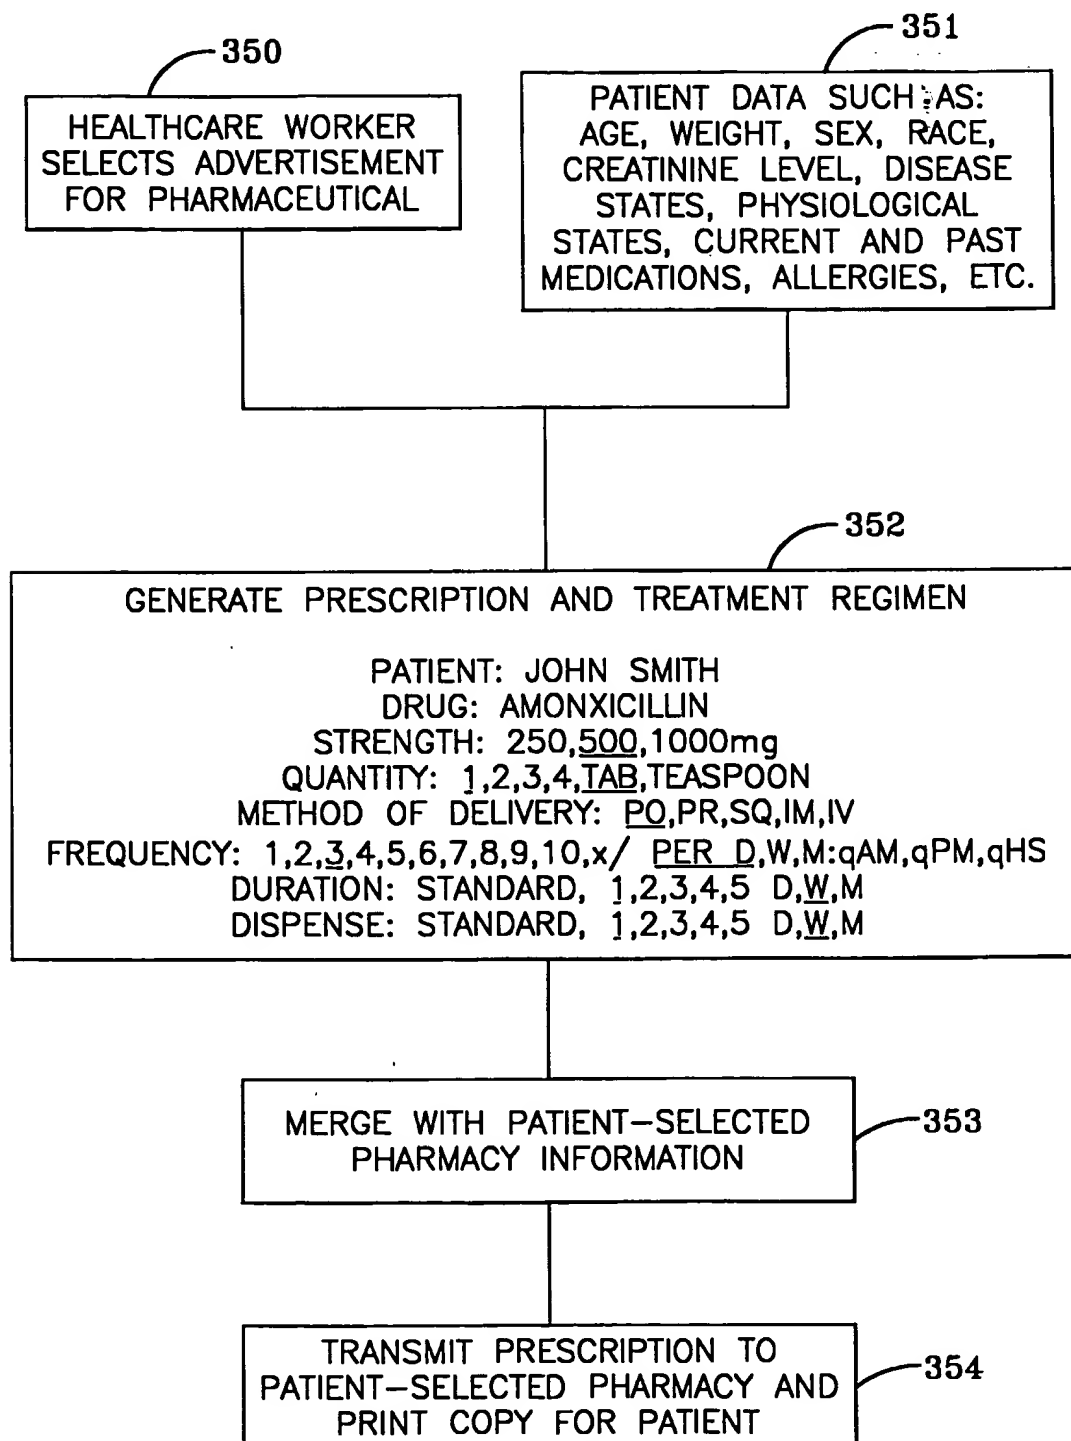 350
HEALTHCARE WORKER
SELECTS ADVERTISEMENT
FOR PHARMACEUTICAL
351
PATIENT DATA SUCH AS:
AGE, WEIGHT, SEX, RACE,
CREATININE LEVEL, DISEASE
STATES, PHYSIOLOGICAL
STATES, CURRENT AND PAST
MEDICATIONS, ALLERGIES, ETC.
352
GENERATE PRESCRIPTION AND TREATMENT REGIMEN
PATIENT: JOHN SMITH
DRUG: AMONXICILLIN
STRENGTH: 250,500,1000mg
QUANTITY: 1,2,3,4,TAB,TEASPOON
METHOD OF DELIVERY: PO,PR,SQ,IM,IV
FREQUENCY: 1,2,3,4,5,6,7,8,9,10,x/ PER D,W,M:qAM,qPM,qHS
DURATION: STANDARD, 1,2,3,4,5 D,W,M
DISPENSE: STANDARD, 1,2,3,4,5 D,W,M
MERGE WITH PATIENT-SELECTED
PHARMACY INFORMATION
353
TRANSMIT PRESCRIPTION TO
PATIENT-SELECTED PHARMACY AND
PRINT COPY FOR PATIENT
354